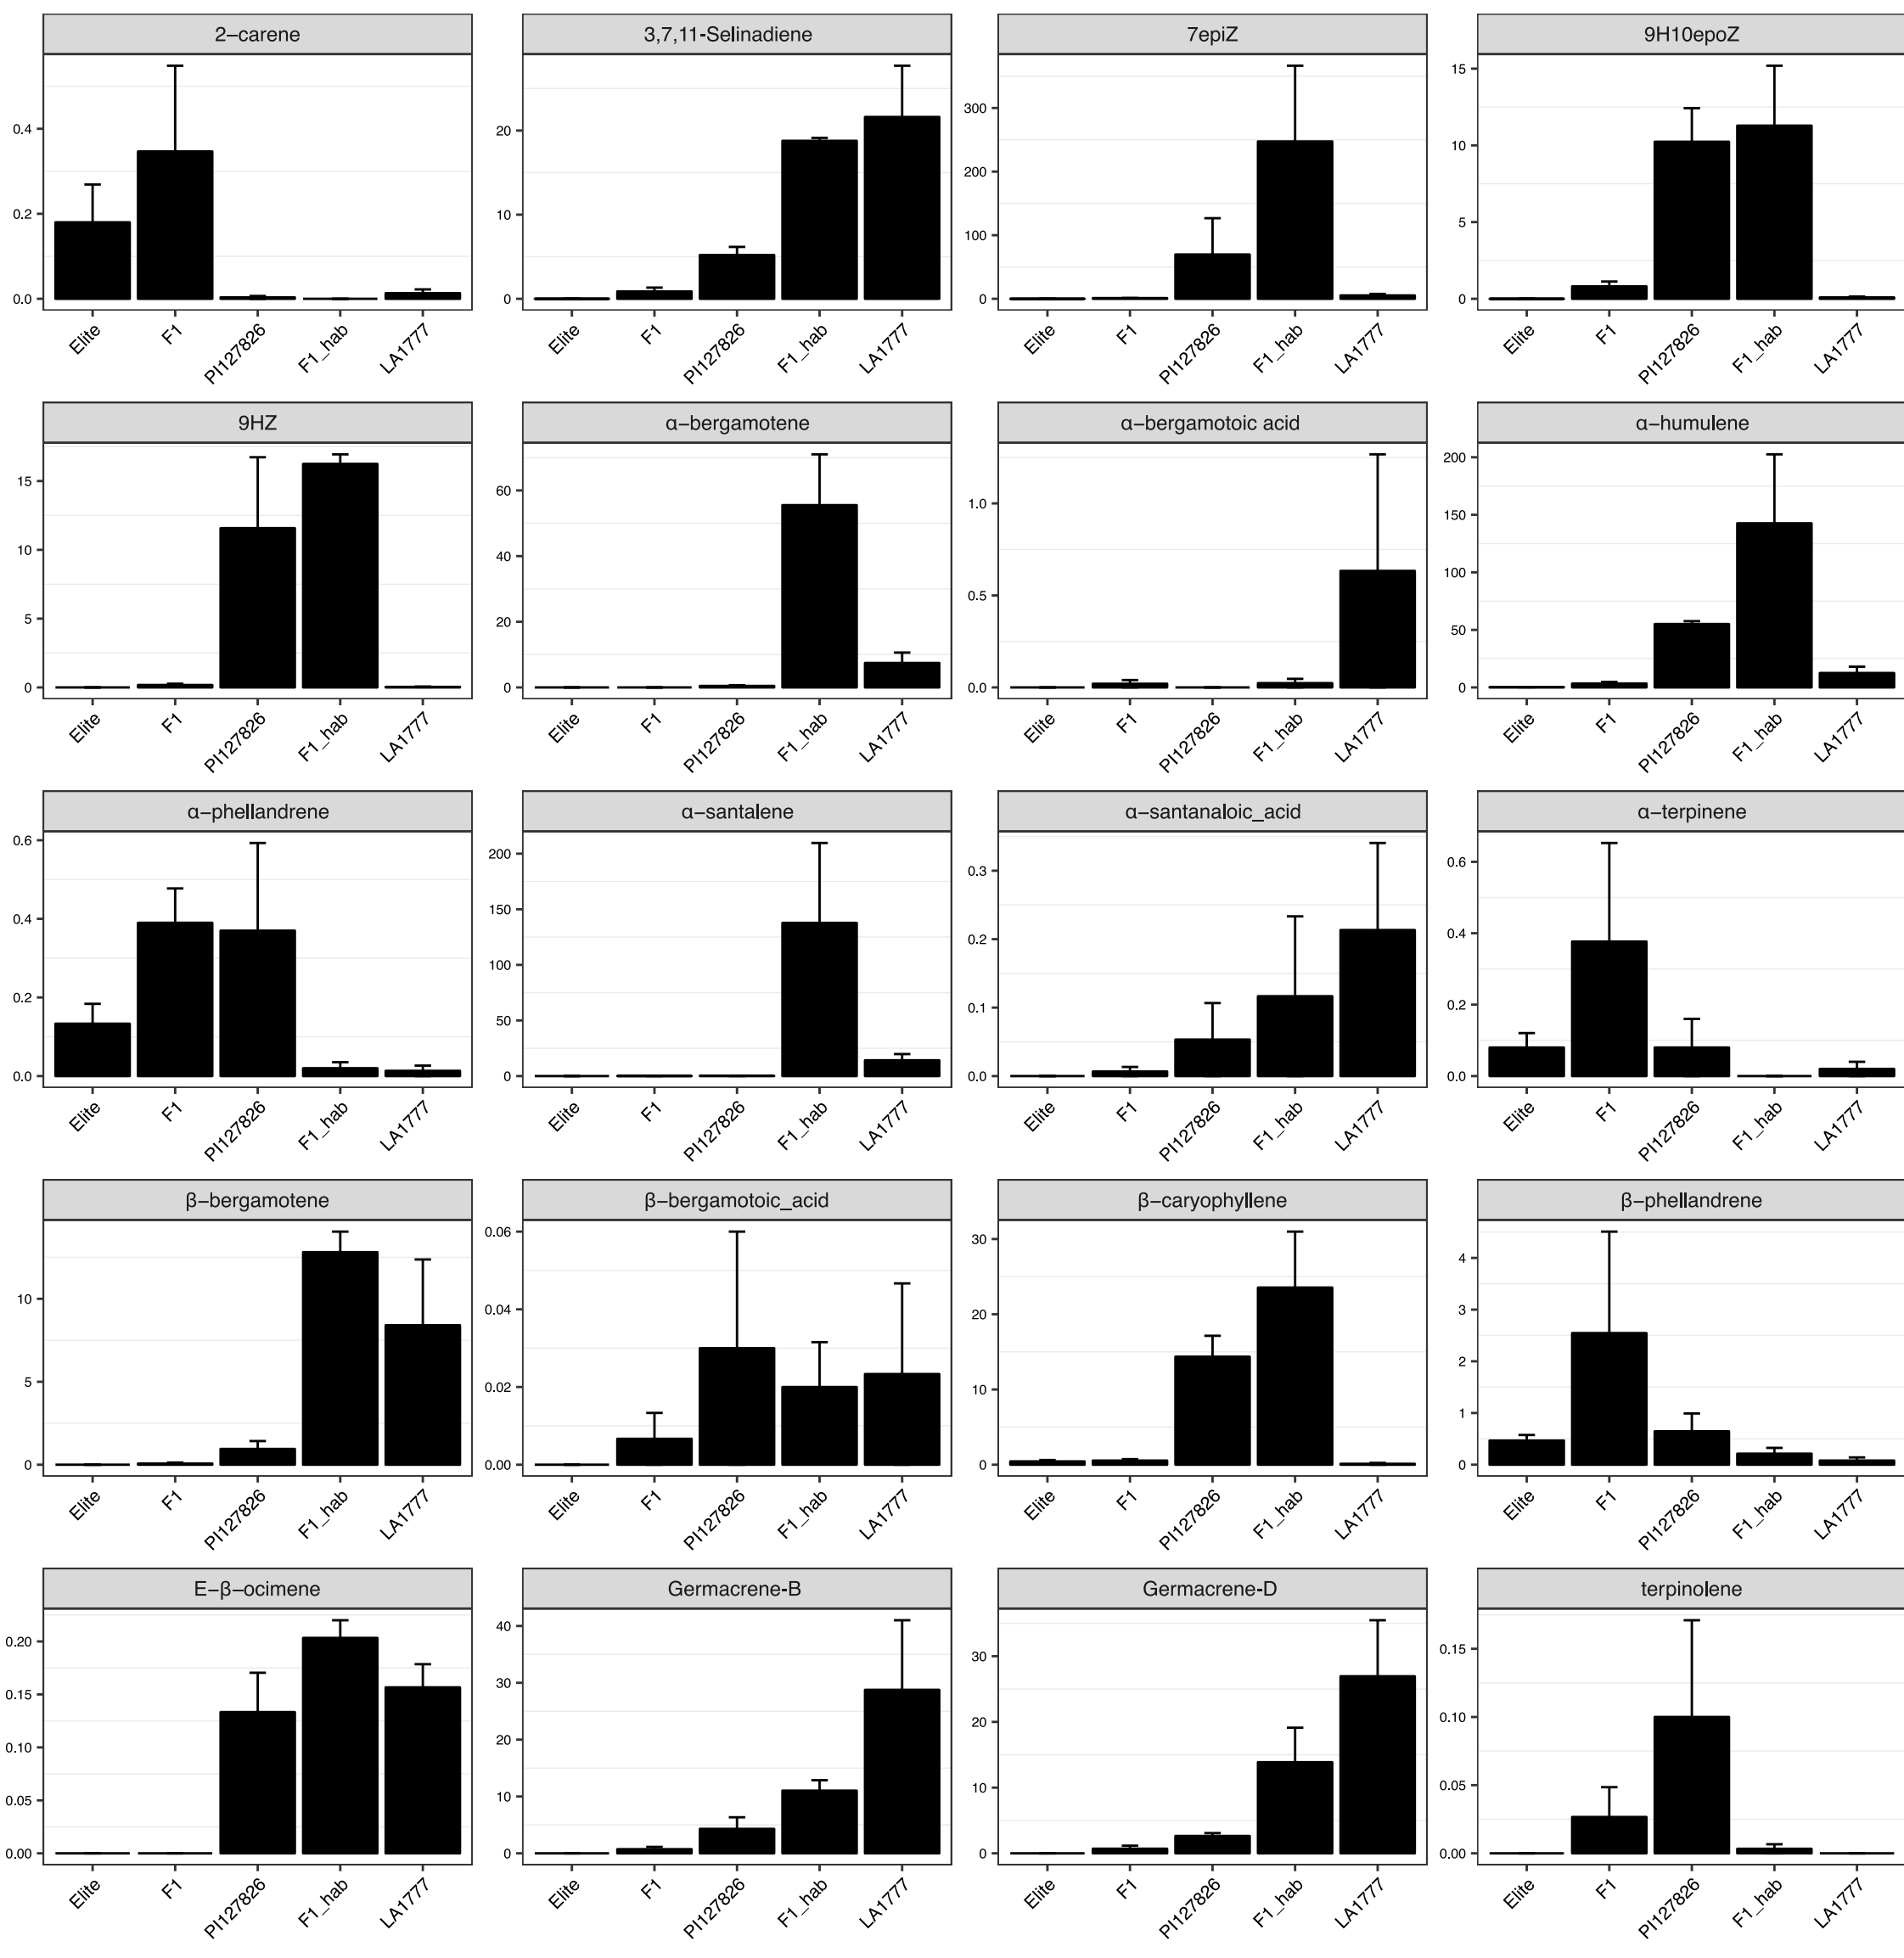 2−carene
3,7,11-Selinadiene
7epiZ
9H10epoZ
0.4
0.2
0.0
20
10
0
300
200
100
0
15
10
5
0
Elite F1 PI127826 F1_hab LA1777
Elite F1 PI127826 F1_hab LA1777
Elite F1 PI127826 F1_hab LA1777
Elite F1 PI127826 F1_hab LA1777
9HZ
α−bergamotene
α−bergamotoic acid
α−humulene
15
10
5
0
60
40
20
0
1.0
0.5
0.0
200
150
100
50
0
Elite F1 PI127826 F1_hab LA1777
Elite F1 PI127826 F1_hab LA1777
Elite F1 PI127826 F1_hab LA1777
Elite F1 PI127826 F1_hab LA1777
α−phellandrene
α−santalene
α−santanaloic_acid
α−terpinene
0.6
0.4
0.2
0.0
200
150
100
50
0
0.3
0.2
0.1
0.0
0.6
0.4
0.2
0.0
Elite F1 PI127826 F1_hab LA1777
Elite F1 PI127826 F1_hab LA1777
Elite F1 PI127826 F1_hab LA1777
Elite F1 PI127826 F1_hab LA1777
β−bergamotene
β−bergamotoic_acid
β−caryophyllene
β−phellandrene
10
5
0
0.06
0.04
0.02
0.00
30
20
10
0
4
3
2
1
0
Elite F1 PI127826 F1_hab LA1777
Elite F1 PI127826 F1_hab LA1777
Elite F1 PI127826 F1_hab LA1777
Elite F1 PI127826 F1_hab LA1777
E−β−ocimene
Germacrene-B
Germacrene-D
terpinolene
0.20
0.15
0.10
0.05
0.00
40
30
20
10
0
30
20
10
0
0.15
0.10
0.05
0.00
Elite F1 PI127826 F1_hab LA1777
Elite F1 PI127826 F1_hab LA1777
Elite F1 PI127826 F1_hab LA1777
Elite F1 PI127826 F1_hab LA1777